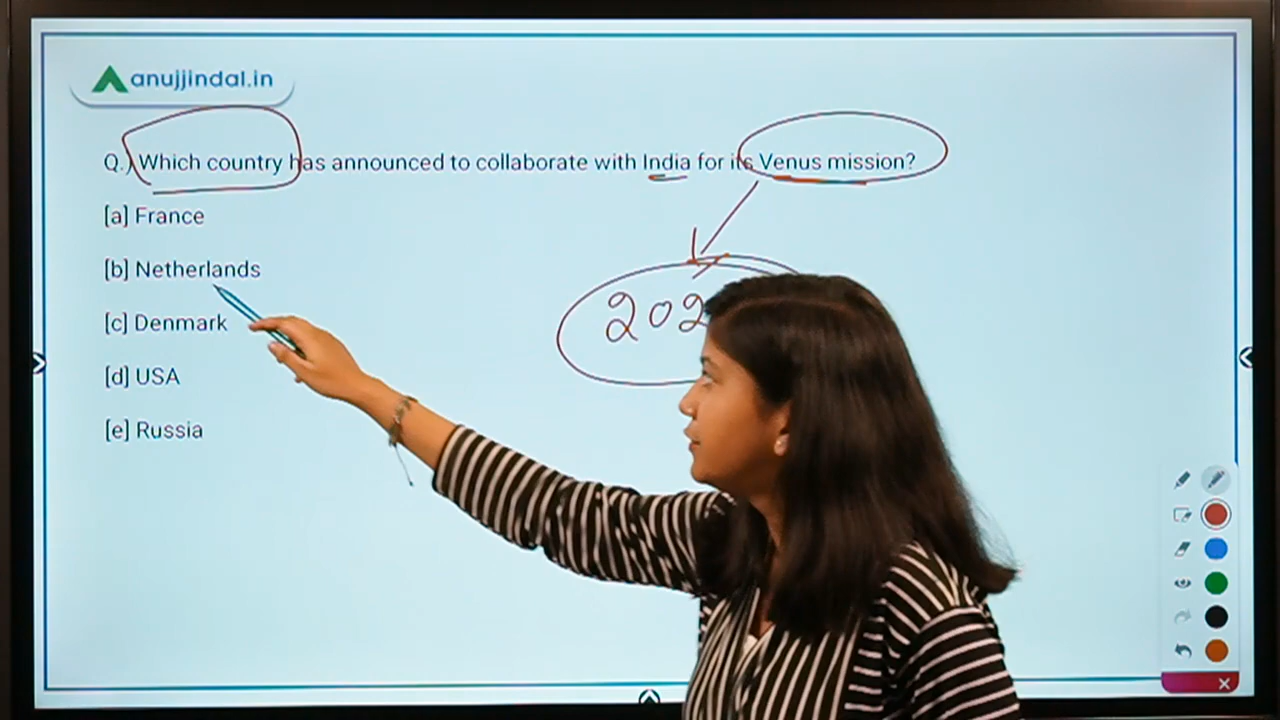 anujjindal.in
Q.) Which country has announced to collaborate with India for its Venus mission?
[a] France
[b] Netherlands
202
[c] Denmark
[d] USA
[e] Russia